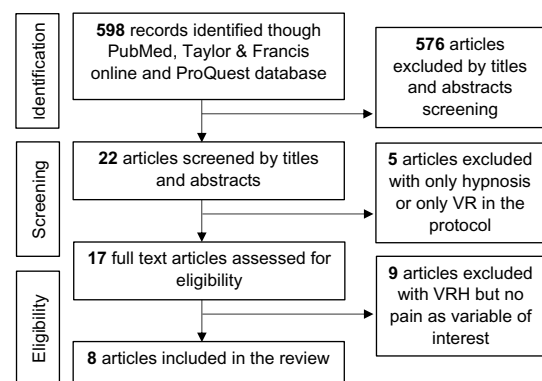 Identification
598 records identified though
PubMed, Taylor & Francis
online and ProQuest database
576 articles
excluded by titles
and abstracts
screening
Screening
22 articles screened by titles
and abstracts
5 articles excluded
with only hypnosis
or only VR in the
protocol
17 full text articles assessed for
eligibility
Eligibility
9 articles excluded
with VRH but no
pain as variable of
interest
8 articles included in the review